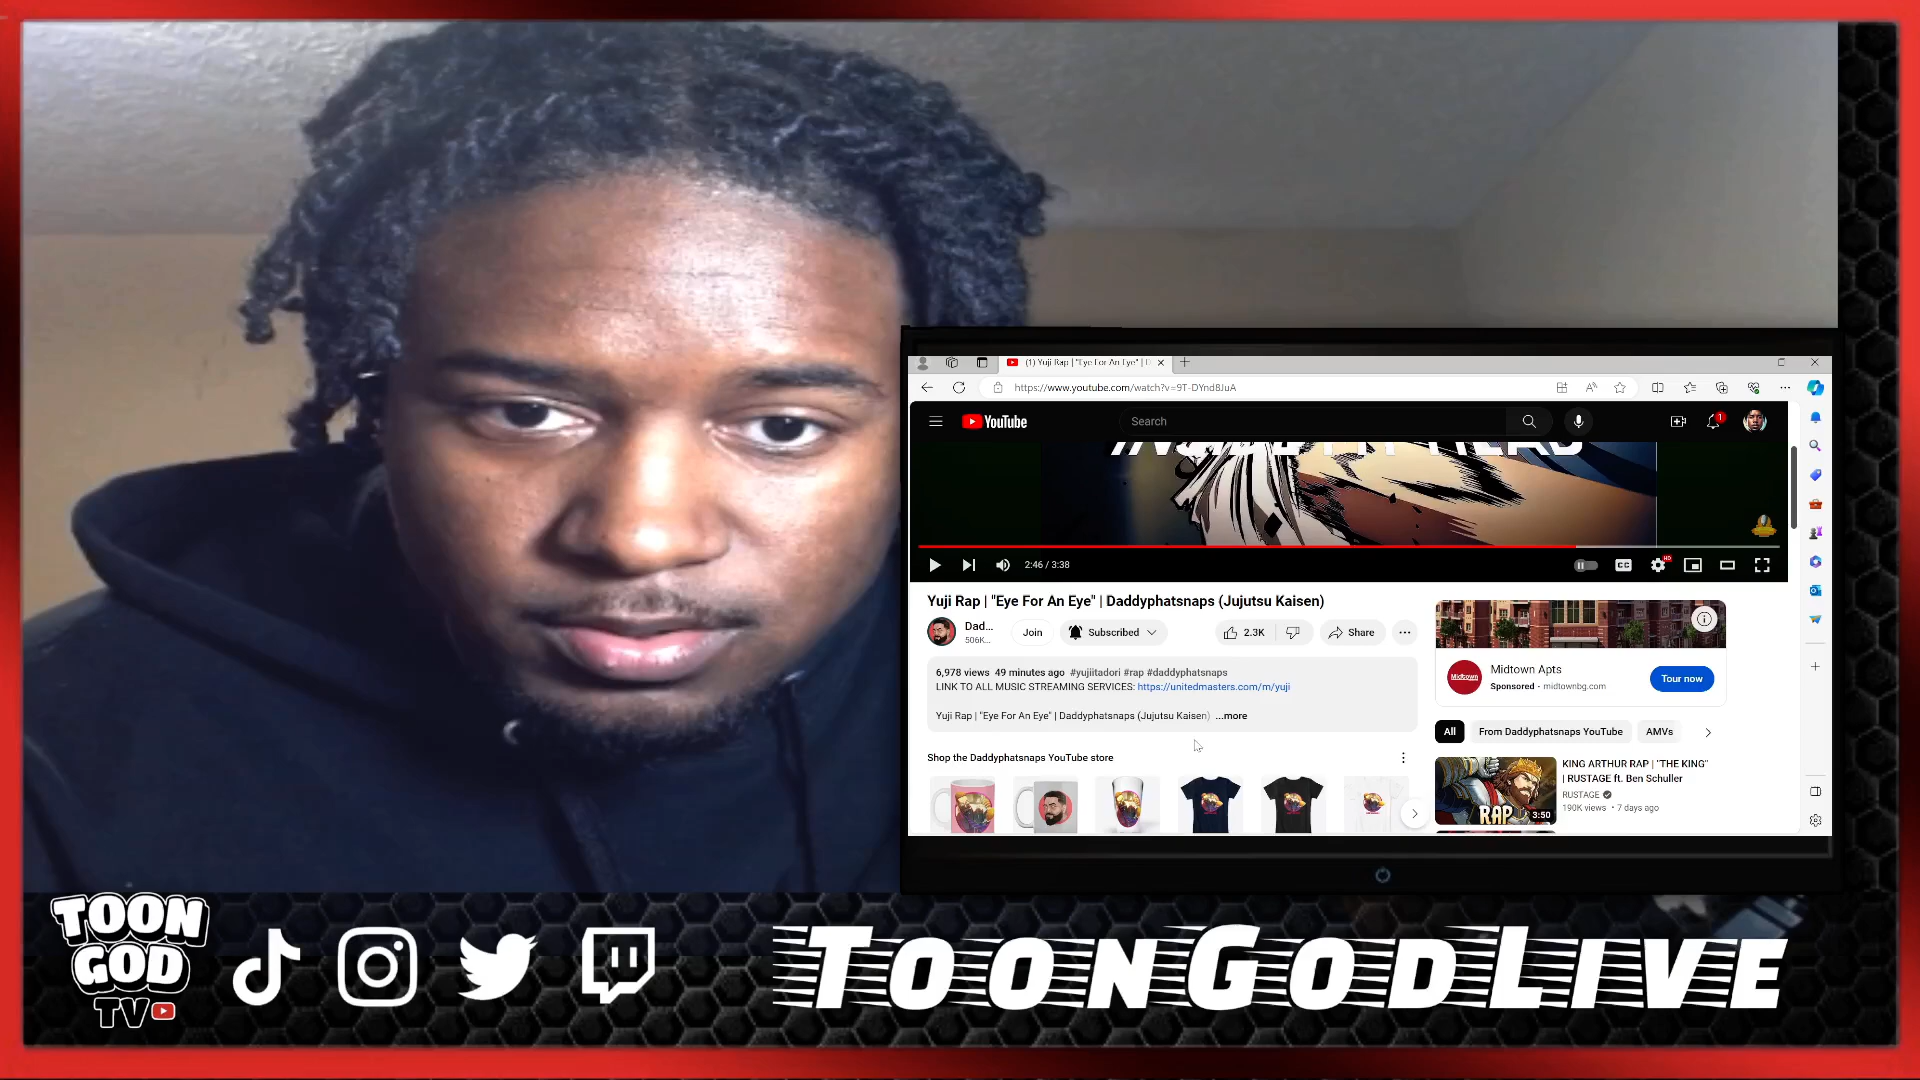 (1) Yuji Rap | "Eye For An Eye" | D
https://www.youtube.com/watch?v=9T-DYnd8JuA
YouTube
Search
1
2:46 / 3:38
CC
HD
Yuji Rap | "Eye For An Eye" | Daddyphatsnaps (Jujutsu Kaisen)
Dad...
506K...
Join
Subscribed
2.3K
Share
6,978 views 49 minutes ago #yujiitadori #rap #daddyphatsnaps
LINK TO ALL MUSIC STREAMING SERVICES: https://unitedmasters.com/m/yuji
Yuji Rap | "Eye For An Eye" | Daddyphatsnaps (Jujutsu Kaisen) ...more
Shop the Daddyphatsnaps YouTube store
Midtown
Midtown Apts
Sponsored - midtownbg.com
Tour now
All
From Daddyphatsnaps YouTube
AMVs
RAP
3:50
KING ARTHUR RAP | "THE KING"
| RUSTAGE ft. Ben Schuller
RUSTAGE
190K views • 7 days ago
TOON
GOD
TV
TOONGODLIVE